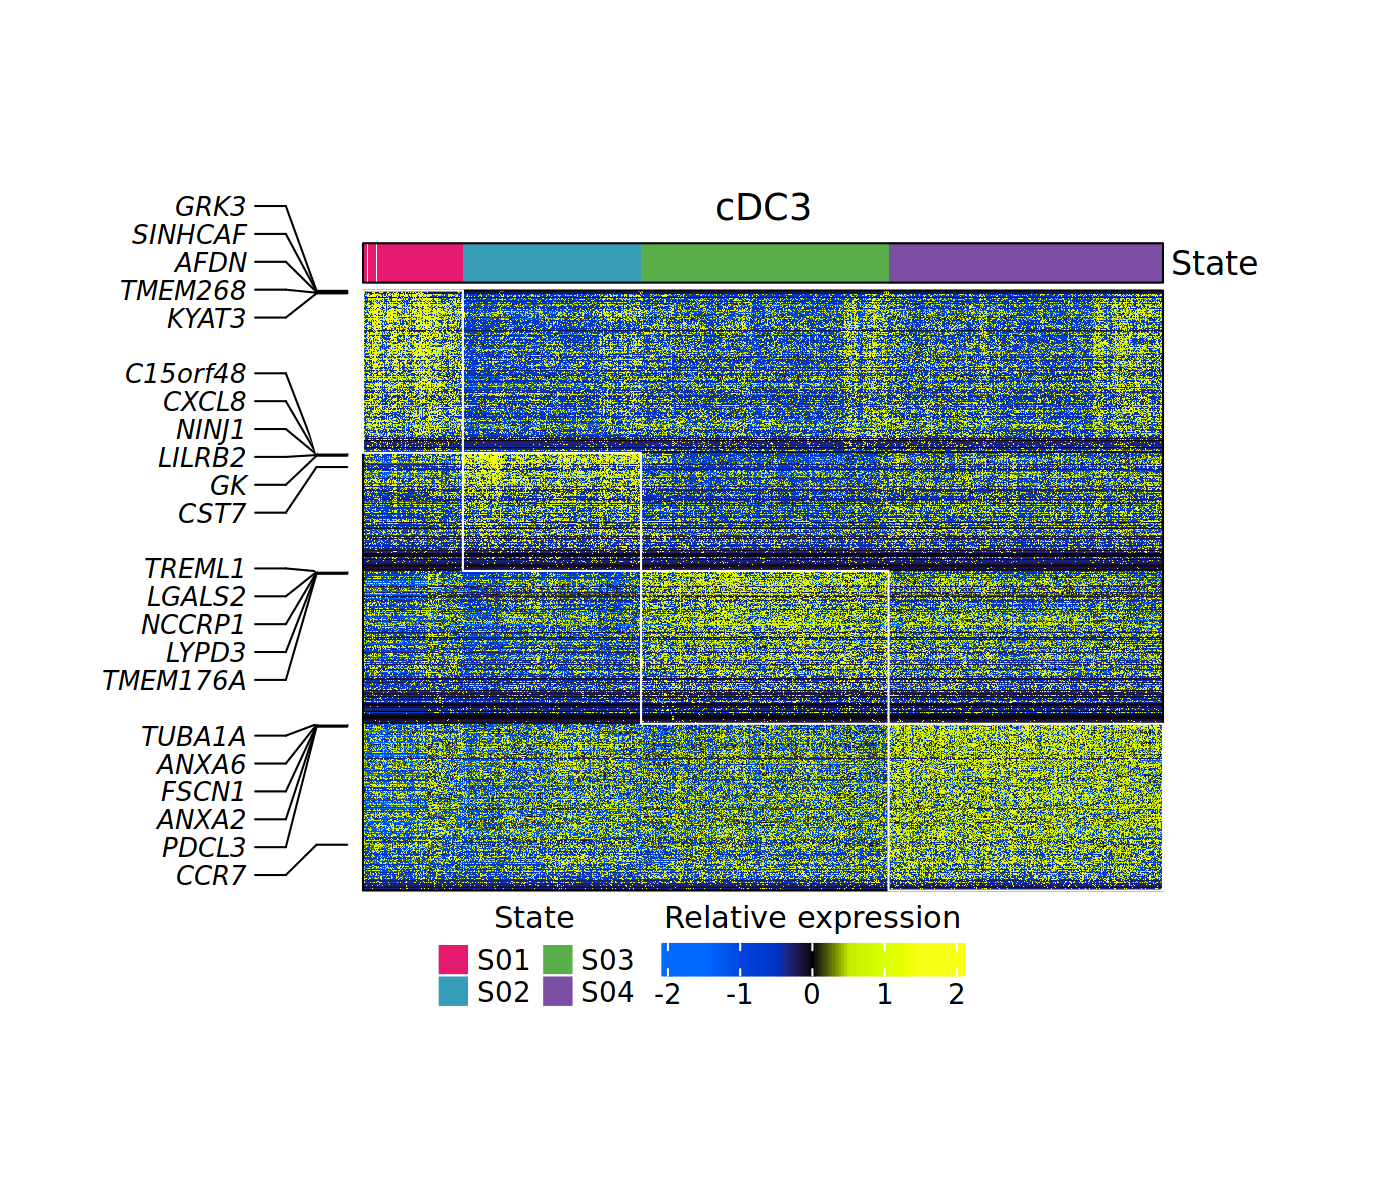 cDC3
State
GRK3
SINHCAF
AFDN
TMEM268
KYAT3
C15orf48
CXCL8
NINJ1
LILRB2
GK
CST7
TREML1
LGALS2
NCCRP1
LYPD3
TMEM176A
TUBA1A
ANXA6
FSCN1
ANXA2
PDCL3
CCR7
State
S01 S03
S02 S04
Relative expression
-2 -1 0 1 2